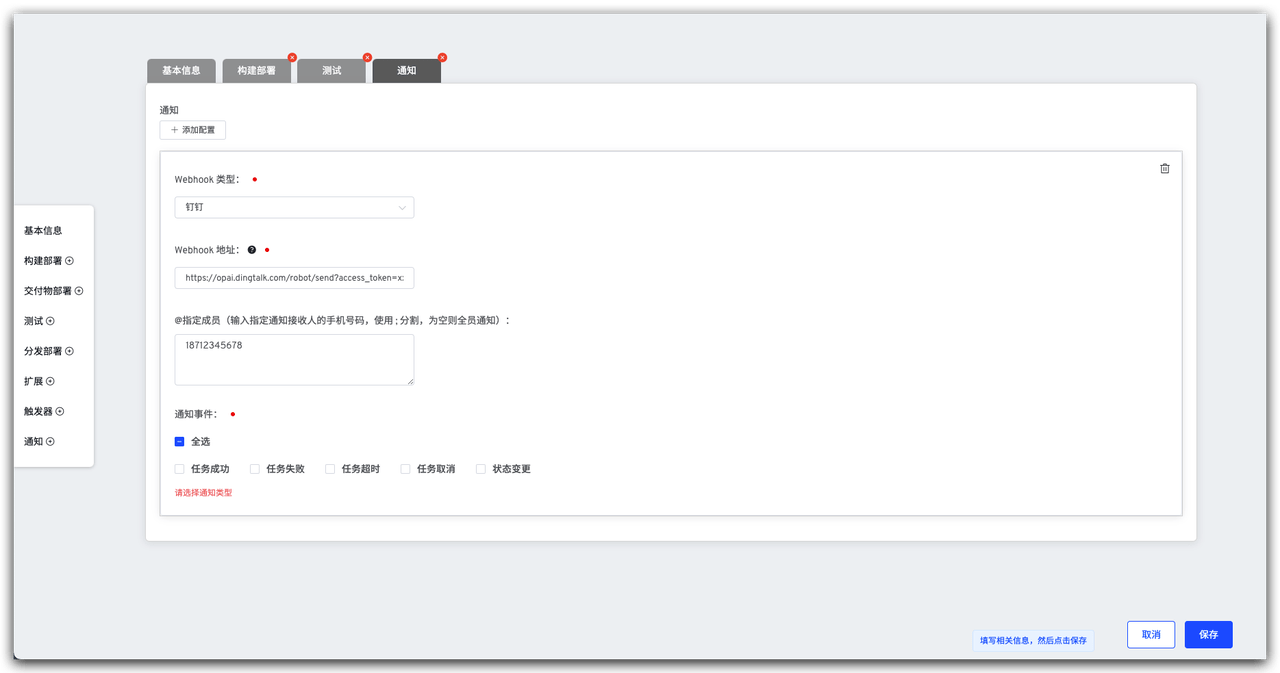 基本信息
构建部署
测试
通知
通知
添加配置
Webhook 类型：
钉钉
Webhook 地址：
https://opai.dingtalk.com/robot/send?access_token=x:
@指定成员（输入指定通知接收人的手机号码，使用 ; 分割，为空则全员通知）：
18712345678
通知事件：
全选
任务成功 任务失败 任务超时 任务取消 状态变更
请选择通知类型
基本信息
构建部署
交付物部署
测试
分发部署
扩展
触发器
通知
填写相关信息，然后点击保存
取消
保存